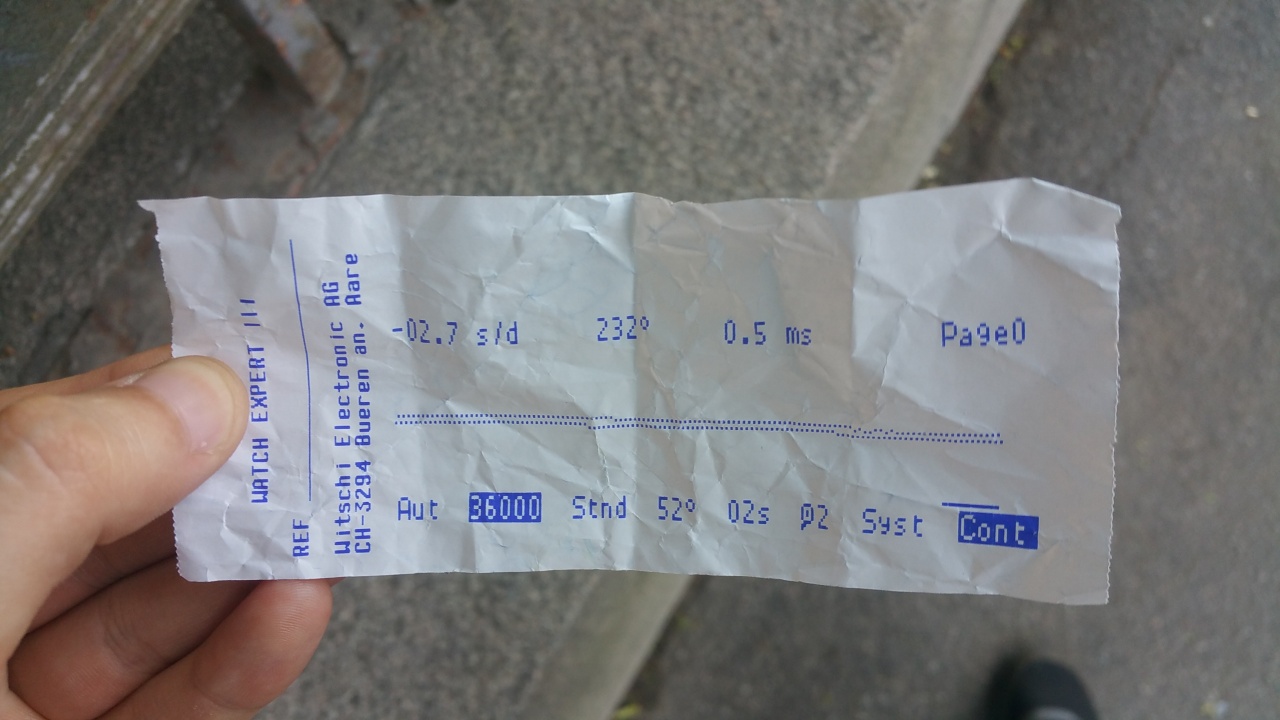 WATCH EXPERT III
REF
Witschi Electronic AG
CH-3294 Bueren an. Aare
-02.7 s/d 232° 0.5 ms Page0
Aut 36000 Stnd 52° 02s @2 Syst Cont